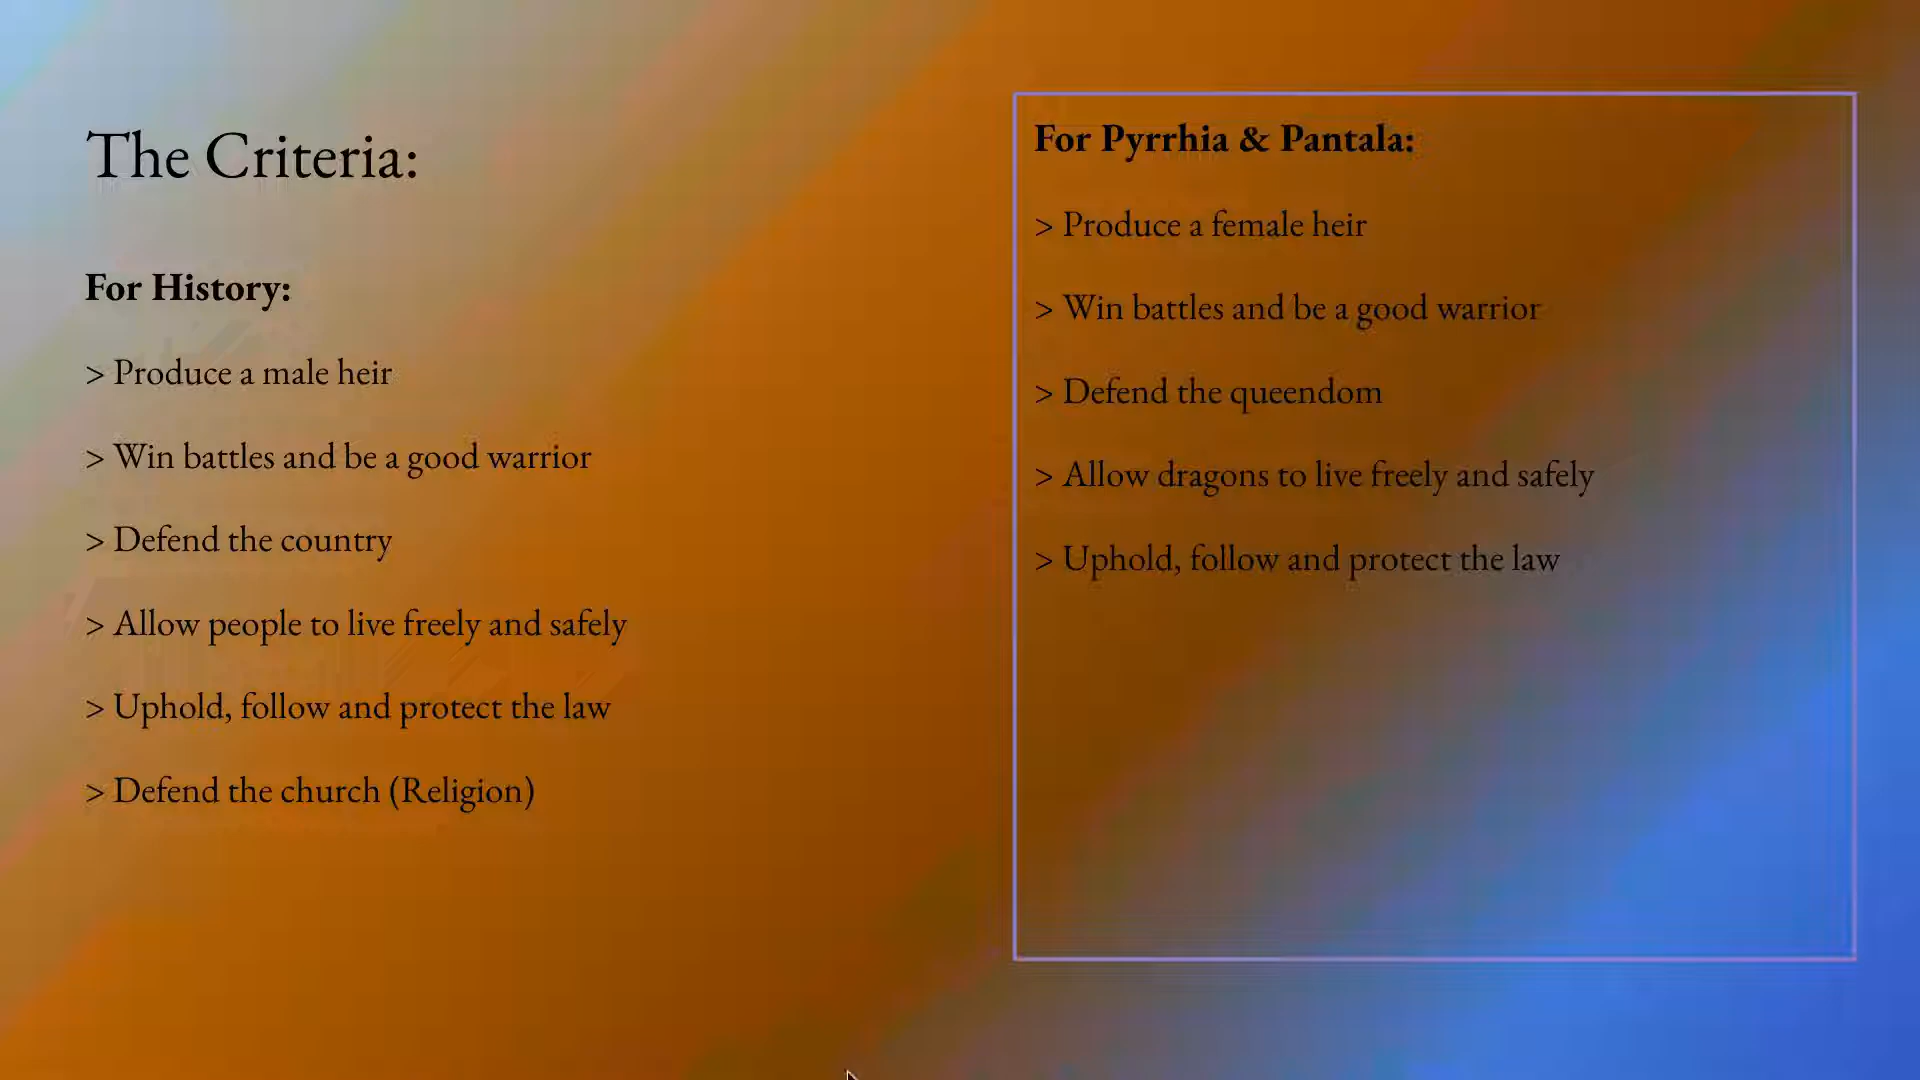 The Criteria:
For History:
> Produce a male heir
> Win battles and be a good warrior
> Defend the country
> Allow people to live freely and safely
> Uphold, follow and protect the law
> Defend the church (Religion)
For Pyrrhia & Pantala:
> Produce a female heir
> Win battles and be a good warrior
> Defend the queendom
> Allow dragons to live freely and safely
> Uphold, follow and protect the law